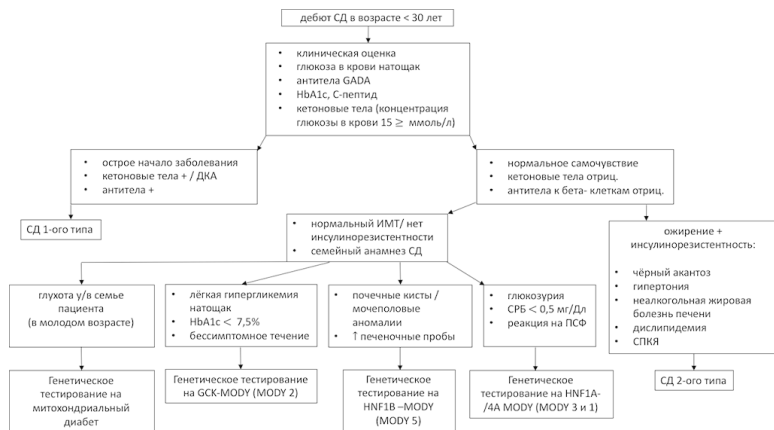 дебют СД в возрасте < 30 лет
• клиническая оценка
• глюкоза в крови натощак
• антитела GADA
• HbA1c, С-пептид
• кетоновые тела (концентрация
глюкозы в крови 15 ≥ ммоль/л)
• острое начало заболевания
• кетоновые тела + / ДКА
• антитела +
• нормальное самочувствие
• кетоновые тела отриц.
• антитела к бета- клеткам отриц.
СД 1-ого типа
• нормальный ИМТ/ нет
инсулинорезистентности
• семейный анамнез СД
ожирение +
инсулинорезистентность:
• чёрный акантоз
• гипертония
• неалкогольная жировая
болезнь печени
• дислипидемия
• СПКЯ
глухота у/в семье
пациента
(в молодом возрасте)
• лёгкая гипергликемия
натощак
• HbA1c < 7,5%
• бессимптомное течение
• почечные кисты /
мочеполовые
аномалии
• ↑ печеночные пробы
• глюкозурия
• СРБ < 0,5 мг/Дл
• реакция на ПСФ
Генетическое
тестирование на
митохондриальный
диабет
Генетическое тестирование
на GCK-MODY (MODY 2)
Генетическое
тестирование на
HNF1B –MODY
(MODY 5)
Генетическое
тестирование на HNF1A-
/4A MODY (MODY 3 и 1)
СД 2-ого типа